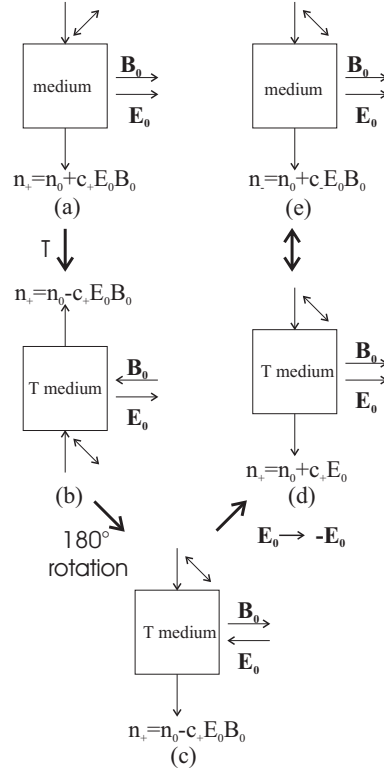 medium
B₀
E₀
n₊=n₀+c₊E₀B₀
(a)
T
n₊=n₀-c₊E₀B₀
T medium
B₀
E₀
(b)
180°
rotation
T medium
B₀
E₀
n₊=n₀-c₊E₀B₀
(c)
medium
B₀
E₀
n₋=n₀+c₋E₀B₀
(e)
T medium
B₀
E₀
n₊=n₀+c₊E₀
(d)
E₀→ -E₀